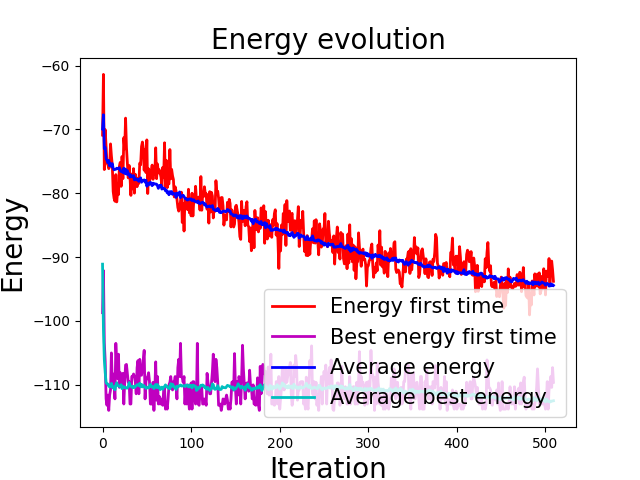 Energy evolution
Energy
−60
−70
−80
−90
−100
−110
0
100
200
300
400
500
Iteration
Energy first time
Best energy first time
Average energy
Average best energy